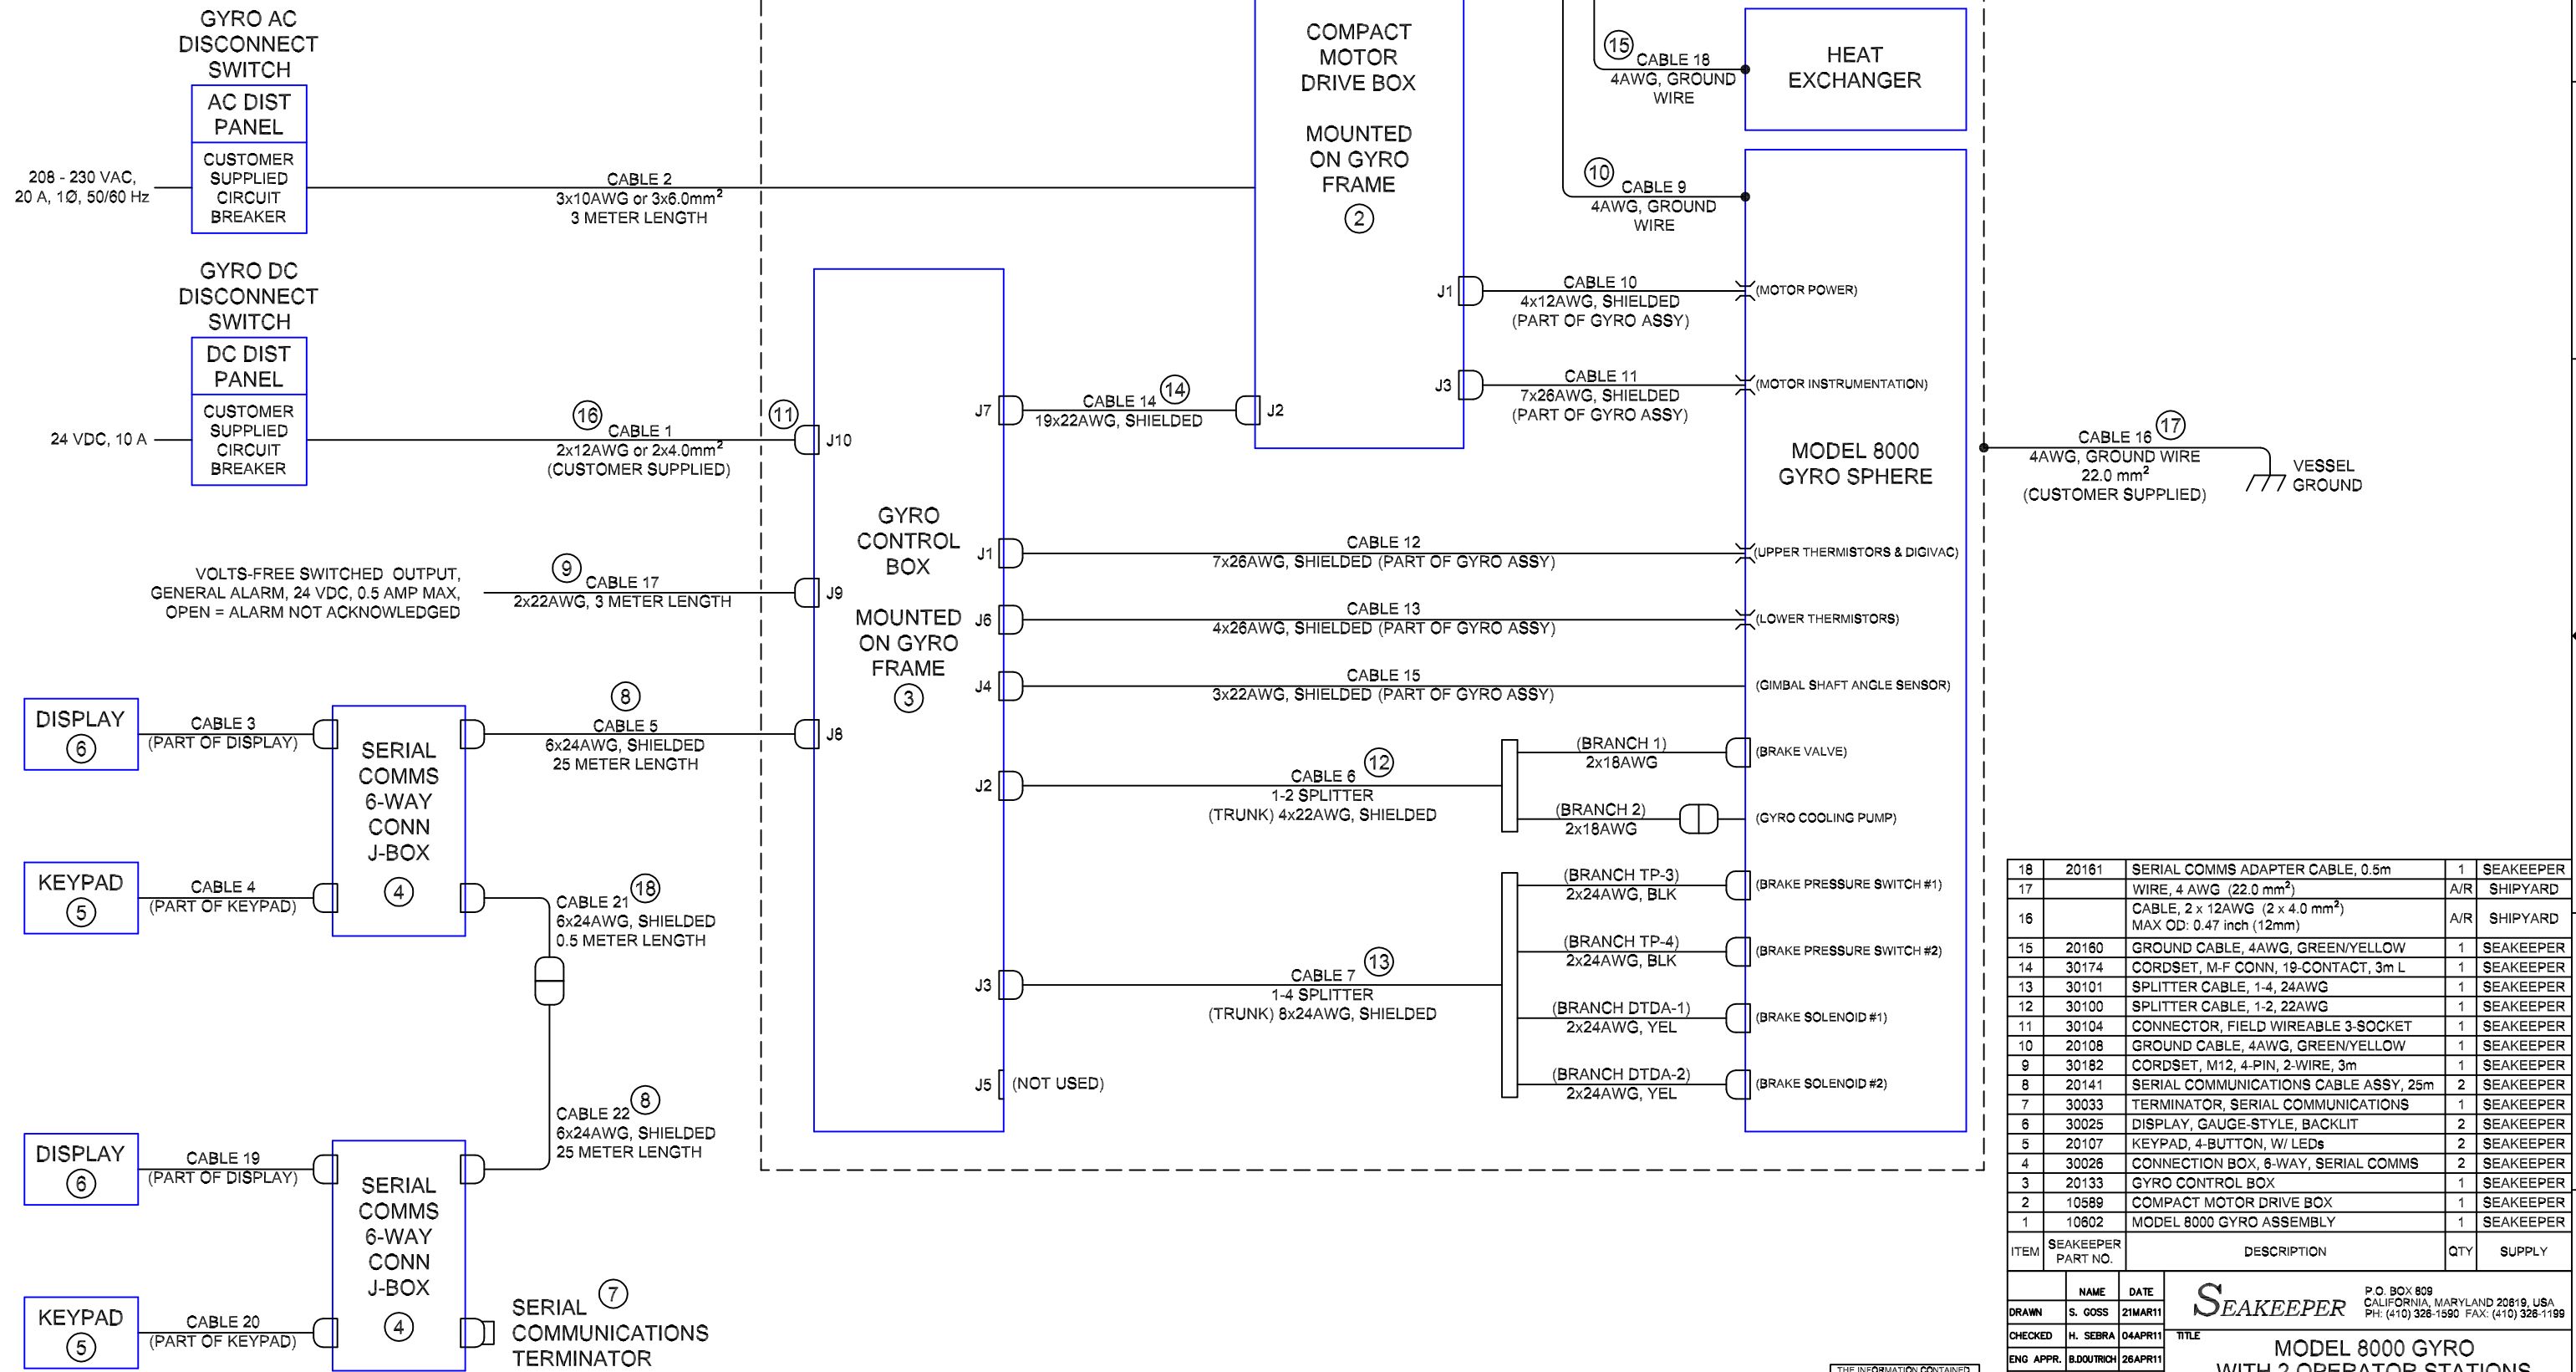 GYRO AC
DISCONNECT
SWITCH
AC DIST
PANEL
CUSTOMER
SUPPLIED
CIRCUIT
BREAKER
208 - 230 VAC,
20 A, 1Ø, 50/60 Hz
CABLE 2
3x10AWG or 3x6.0mm²
3 METER LENGTH
GYRO DC
DISCONNECT
SWITCH
DC DIST
PANEL
CUSTOMER
SUPPLIED
CIRCUIT
BREAKER
24 VDC, 10 A
16
CABLE 1
2x12AWG or 2x4.0mm²
(CUSTOMER SUPPLIED)
11
J10
VOLTS-FREE SWITCHED OUTPUT,
GENERAL ALARM, 24 VDC, 0.5 AMP MAX,
OPEN = ALARM NOT ACKNOWLEDGED
9
CABLE 17
2x22AWG, 3 METER LENGTH
J9
DISPLAY
6
CABLE 3
(PART OF DISPLAY)
SERIAL
COMMS
6-WAY
CONN
J-BOX
4
8
CABLE 5
6x24AWG, SHIELDED
25 METER LENGTH
J8
KEYPAD
5
CABLE 4
(PART OF KEYPAD)
CABLE 21
18
6x24AWG, SHIELDED
0.5 METER LENGTH
CABLE 22
8
6x24AWG, SHIELDED
25 METER LENGTH
DISPLAY
6
CABLE 19
(PART OF DISPLAY)
SERIAL
COMMS
6-WAY
CONN
J-BOX
4
KEYPAD
5
CABLE 20
(PART OF KEYPAD)
SERIAL
7
COMMUNICATIONS
TERMINATOR
GYRO
CONTROL
BOX
MOUNTED
ON GYRO
FRAME
3
J7
CABLE 14
14
19x22AWG, SHIELDED
J2
COMPACT
MOTOR
DRIVE BOX
MOUNTED
ON GYRO
FRAME
2
15
CABLE 18
4AWG, GROUND
WIRE
HEAT
EXCHANGER
10
CABLE 9
4AWG, GROUND
WIRE
J1
CABLE 10
4x12AWG, SHIELDED
(PART OF GYRO ASSY)
(MOTOR POWER)
J3
CABLE 11
7x26AWG, SHIELDED
(PART OF GYRO ASSY)
(MOTOR INSTRUMENTATION)
MODEL 8000
GYRO SPHERE
CABLE 16
17
4AWG, GROUND WIRE
22.0 mm²
(CUSTOMER SUPPLIED)
VESSEL
GROUND
J1
CABLE 12
7x26AWG, SHIELDED (PART OF GYRO ASSY)
(UPPER THERMISTORS & DIGIVAC)
J6
CABLE 13
4x26AWG, SHIELDED (PART OF GYRO ASSY)
(LOWER THERMISTORS)
J4
CABLE 15
3x22AWG, SHIELDED (PART OF GYRO ASSY)
(GIMBAL SHAFT ANGLE SENSOR)
J2
CABLE 6
12
1-2 SPLITTER
(TRUNK) 4x22AWG, SHIELDED
(BRANCH 1)
2x18AWG
(BRAKE VALVE)
(BRANCH 2)
2x18AWG
(GYRO COOLING PUMP)
J3
CABLE 7
13
1-4 SPLITTER
(TRUNK) 8x24AWG, SHIELDED
(BRANCH TP-3)
2x24AWG, BLK
(BRAKE PRESSURE SWITCH #1)
(BRANCH TP-4)
2x24AWG, BLK
(BRAKE PRESSURE SWITCH #2)
(BRANCH DTDA-1)
2x24AWG, YEL
(BRAKE SOLENOID #1)
(BRANCH DTDA-2)
2x24AWG, YEL
(BRAKE SOLENOID #2)
J5
(NOT USED)
18 20161 SERIAL COMMS ADAPTER CABLE, 0.5m 1 SEAKEEPER
17 WIRE, 4 AWG (22.0 mm²) A/R SHIPYARD
16 CABLE, 2 x 12AWG (2 x 4.0 mm²) A/R SHIPYARD
MAX OD: 0.47 inch (12mm)
15 20160 GROUND CABLE, 4AWG, GREEN/YELLOW 1 SEAKEEPER
14 30174 CORDSET, M-F CONN, 19-CONTACT, 3m L 1 SEAKEEPER
13 30101 SPLITTER CABLE, 1-4, 24AWG 1 SEAKEEPER
12 30100 SPLITTER CABLE, 1-2, 22AWG 1 SEAKEEPER
11 30104 CONNECTOR, FIELD WIREABLE 3-SOCKET 1 SEAKEEPER
10 20108 GROUND CABLE, 4AWG, GREEN/YELLOW 1 SEAKEEPER
9 30182 CORDSET, M12, 4-PIN, 2-WIRE, 3m 1 SEAKEEPER
8 20141 SERIAL COMMUNICATIONS CABLE ASSY, 25m 2 SEAKEEPER
7 30033 TERMINATOR, SERIAL COMMUNICATIONS 1 SEAKEEPER
6 30025 DISPLAY, GAUGE-STYLE, BACKLIT 2 SEAKEEPER
5 20107 KEYPAD, 4-BUTTON, W/ LEDs 2 SEAKEEPER
4 30026 CONNECTION BOX, 6-WAY, SERIAL COMMS 2 SEAKEEPER
3 20133 GYRO CONTROL BOX 1 SEAKEEPER
2 10589 COMPACT MOTOR DRIVE BOX 1 SEAKEEPER
1 10602 MODEL 8000 GYRO ASSEMBLY 1 SEAKEEPER
ITEM SEAKEEPER PART NO. DESCRIPTION QTY SUPPLY
NAME DATE
DRAWN S. GOSS 21MAR11
CHECKED H. SEBRA 04APR11
ENG APPR. B.DOUTRICH 26APR11
SEAKEEPER
P.O. BOX 809
CALIFORNIA, MARYLAND 20619, USA
PH: (410) 326-1590 FAX: (410) 326-1199
TITLE
MODEL 8000 GYRO
WITH 2 OPERATOR STATIONS
THE INFORMATION CONTAINED